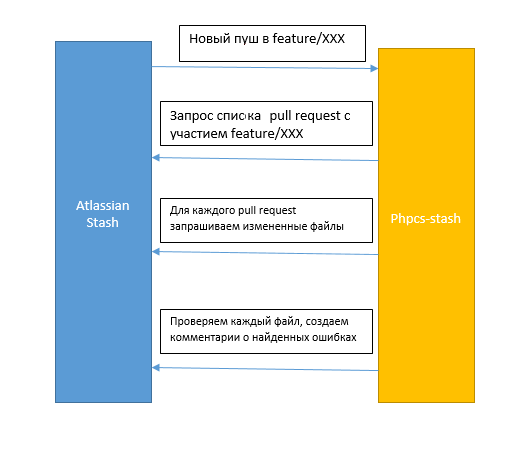 Новый пуш в feature/XXX
Запрос списка pull request с
участием feature/XXX
Atlassian
Stash
Phpcs-stash
Для каждого pull request
запрашиваем измененные файлы
Проверяем каждый файл, создаем
комментарии о найденных ошибках